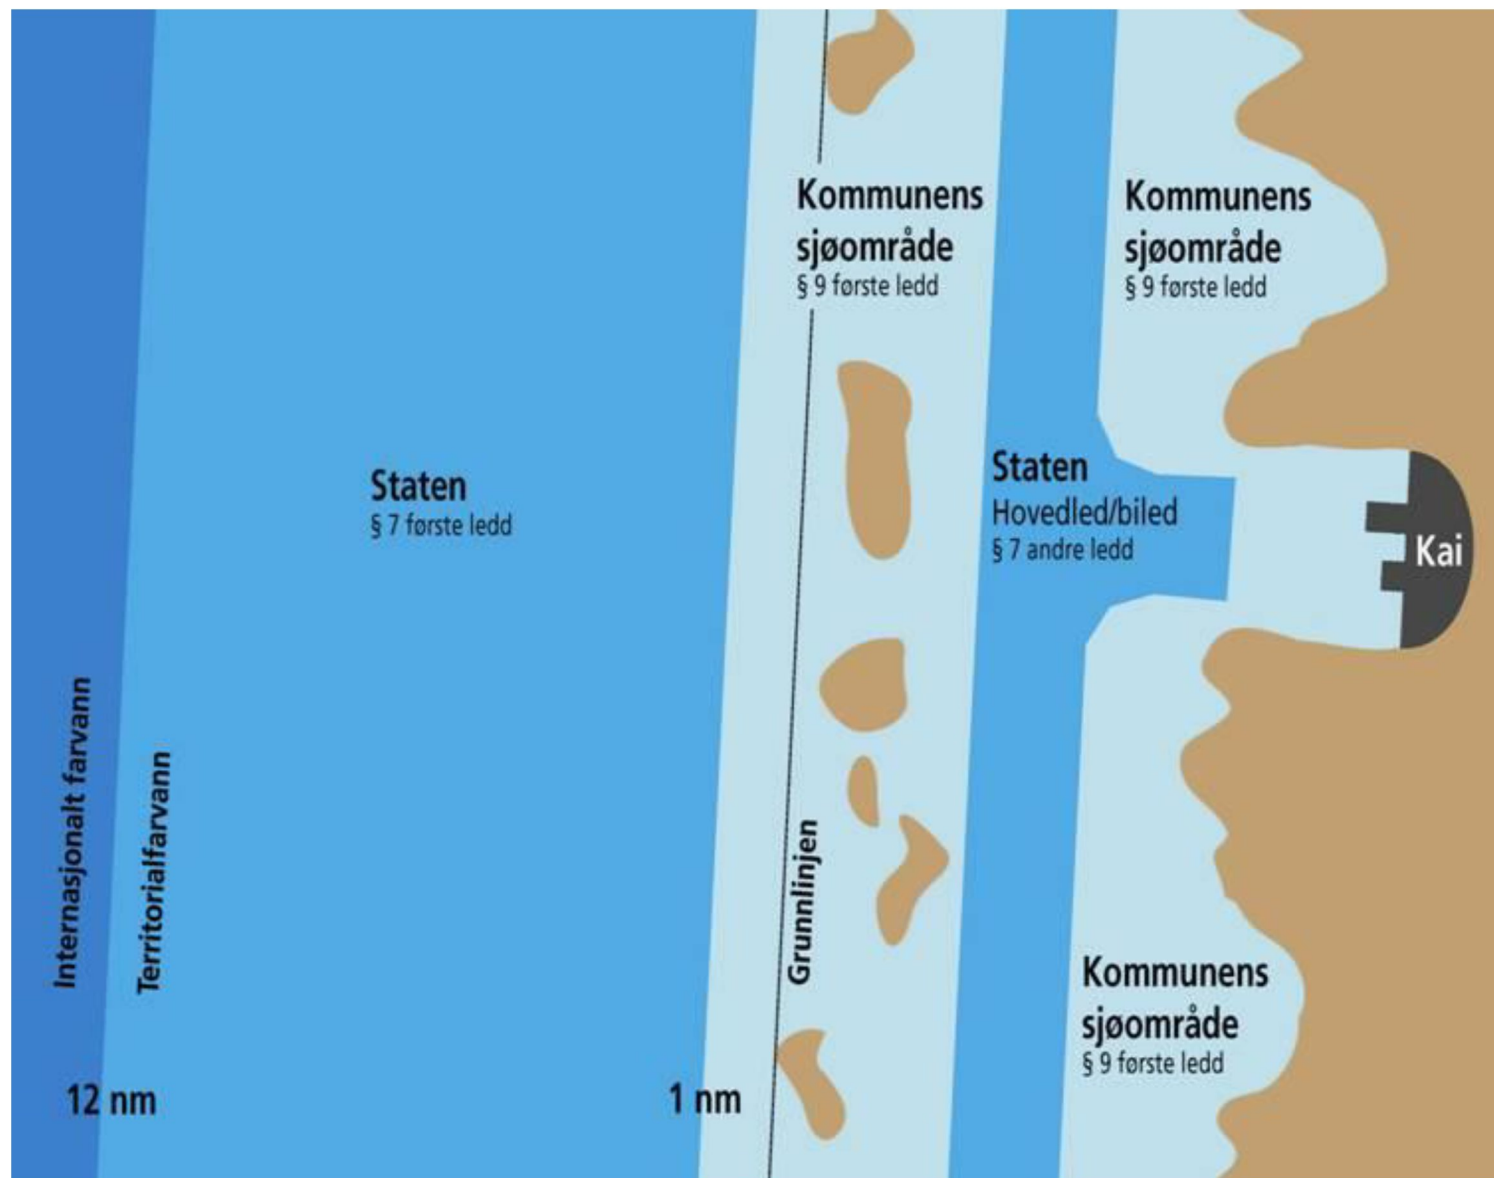 Kommunens
sjøområde
§ 9 første ledd
Kommunens
sjøområde
§ 9 første ledd
Staten
§ 7 første ledd
Staten
Hovedled/biled
§ 7 andre ledd
Kai
Internasjonalt farvann
Territorialfarvann
Grunnlinjen
Kommunens
sjøområde
§ 9 første ledd
12 nm
1 nm